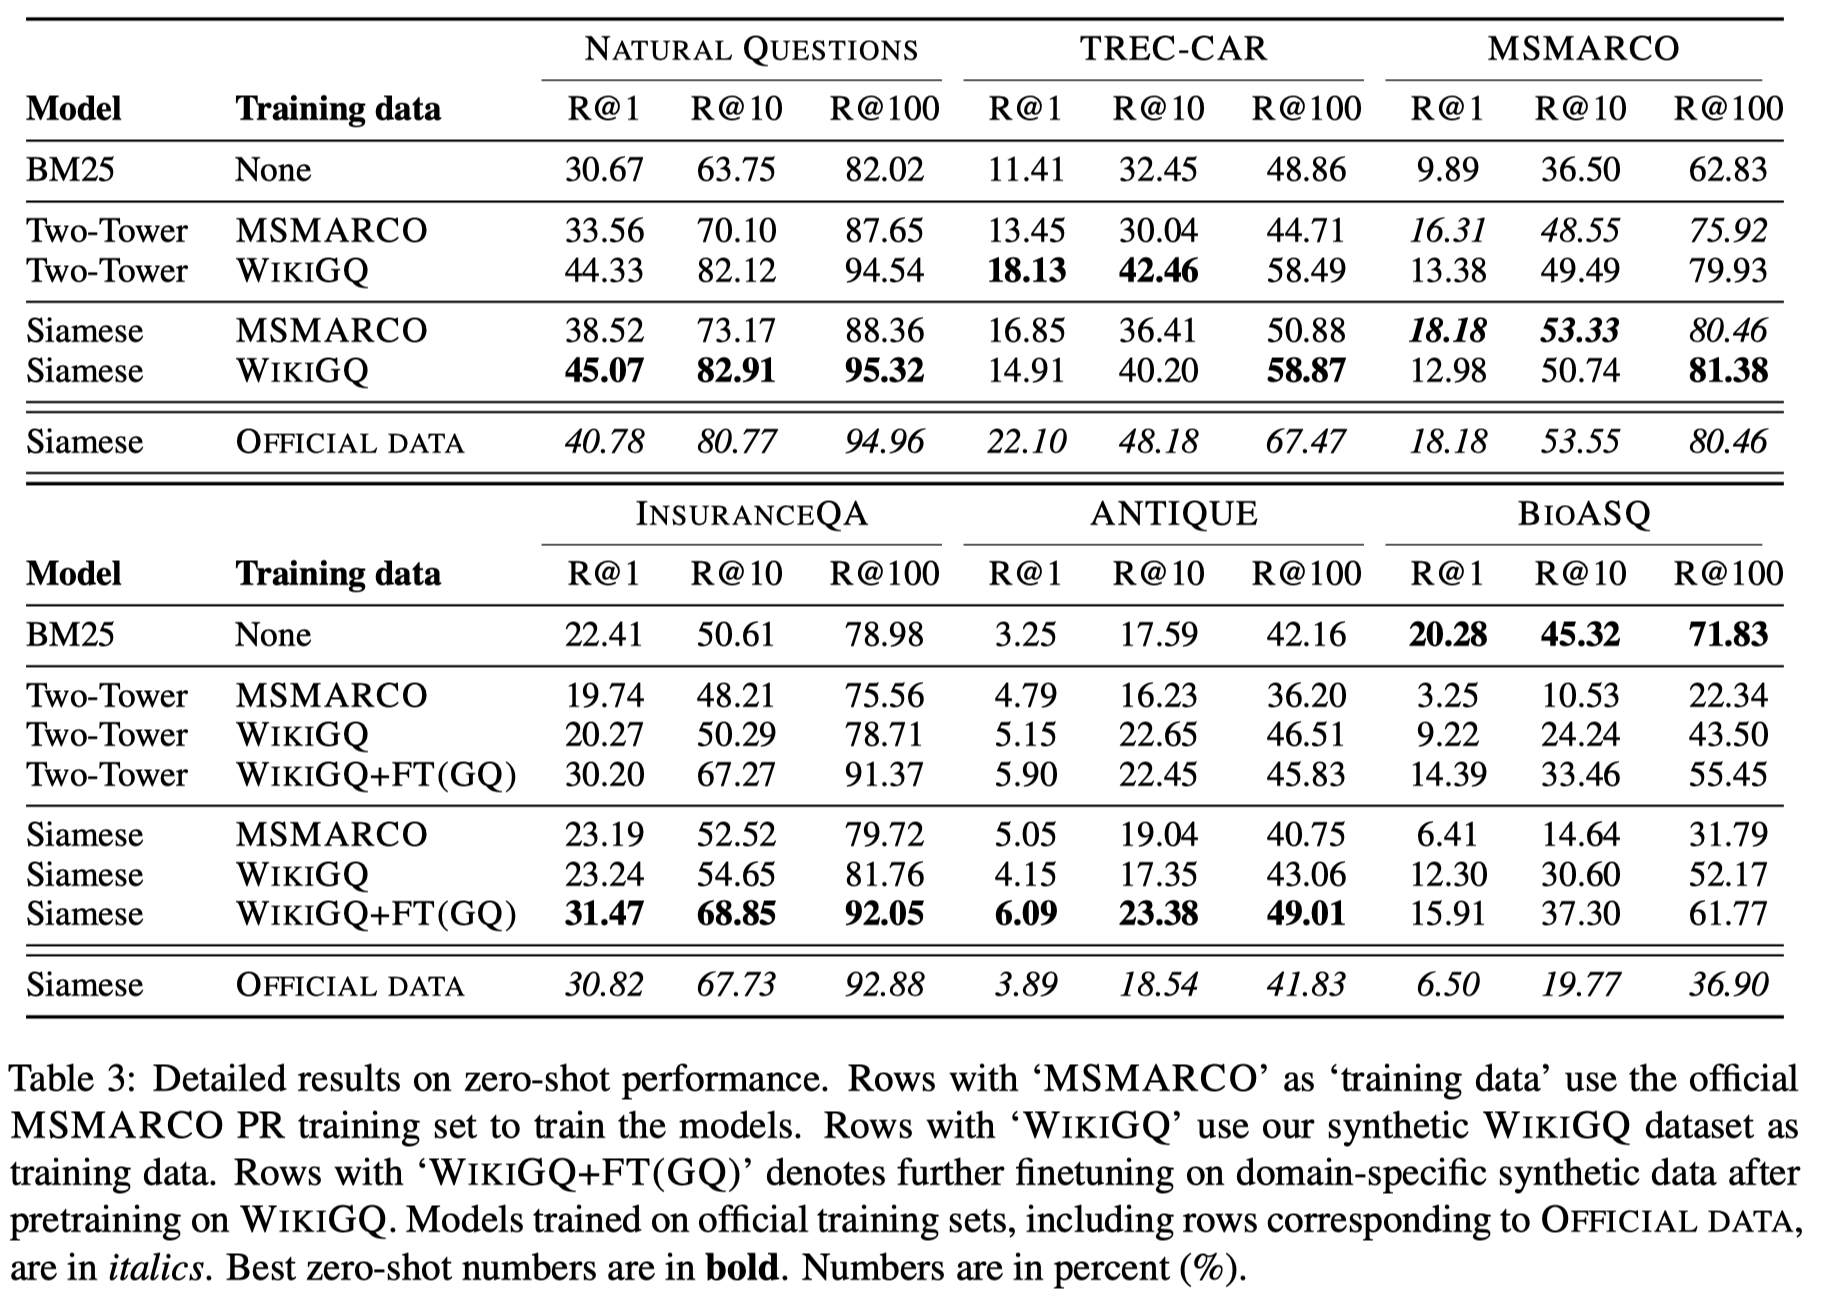 NATURAL QUESTIONS TREC-CAR MSMARCO
Model Training data R@1 R@10 R@100 R@1 R@10 R@100 R@1 R@10 R@100
BM25 None 30.67 63.75 82.02 11.41 32.45 48.86 9.89 36.50 62.83
Two-Tower MSMARCO 33.56 70.10 87.65 13.45 30.04 44.71 16.31 48.55 75.92
Two-Tower WIKIGQ 44.33 82.12 94.54 18.13 42.46 58.49 13.38 49.49 79.93
Siamese MSMARCO 38.52 73.17 88.36 16.85 36.41 50.88 18.18 53.33 80.46
Siamese WIKIGQ 45.07 82.91 95.32 14.91 40.20 58.87 12.98 50.74 81.38
Siamese OFFICIAL DATA 40.78 80.77 94.96 22.10 48.18 67.47 18.18 53.55 80.46
INSURANCEQA ANTIQUE BIOASQ
Model Training data R@1 R@10 R@100 R@1 R@10 R@100 R@1 R@10 R@100
BM25 None 22.41 50.61 78.98 3.25 17.59 42.16 20.28 45.32 71.83
Two-Tower MSMARCO 19.74 48.21 75.56 4.79 16.23 36.20 3.25 10.53 22.34
Two-Tower WIKIGQ 20.27 50.29 78.71 5.15 22.65 46.51 9.22 24.24 43.50
Two-Tower WIKIGQ+FT(GQ) 30.20 67.27 91.37 5.90 22.45 45.83 14.39 33.46 55.45
Siamese MSMARCO 23.19 52.52 79.72 5.05 19.04 40.75 6.41 14.64 31.79
Siamese WIKIGQ 23.24 54.65 81.76 4.15 17.35 43.06 12.30 30.60 52.17
Siamese WIKIGQ+FT(GQ) 31.47 68.85 92.05 6.09 23.38 49.01 15.91 37.30 61.77
Siamese OFFICIAL DATA 30.82 67.73 92.88 3.89 18.54 41.83 6.50 19.77 36.90
Table 3: Detailed results on zero-shot performance. Rows with ‘MSMARCO’ as ‘training data’ use the official
MSMARCO PR training set to train the models. Rows with ‘WIKIGQ’ use our synthetic WIKIGQ dataset as
training data. Rows with ‘WIKIGQ+FT(GQ)’ denotes further finetuning on domain-specific synthetic data after
pretraining on WIKIGQ. Models trained on official training sets, including rows corresponding to OFFICIAL DATA,
are in italics. Best zero-shot numbers are in bold. Numbers are in percent (%).